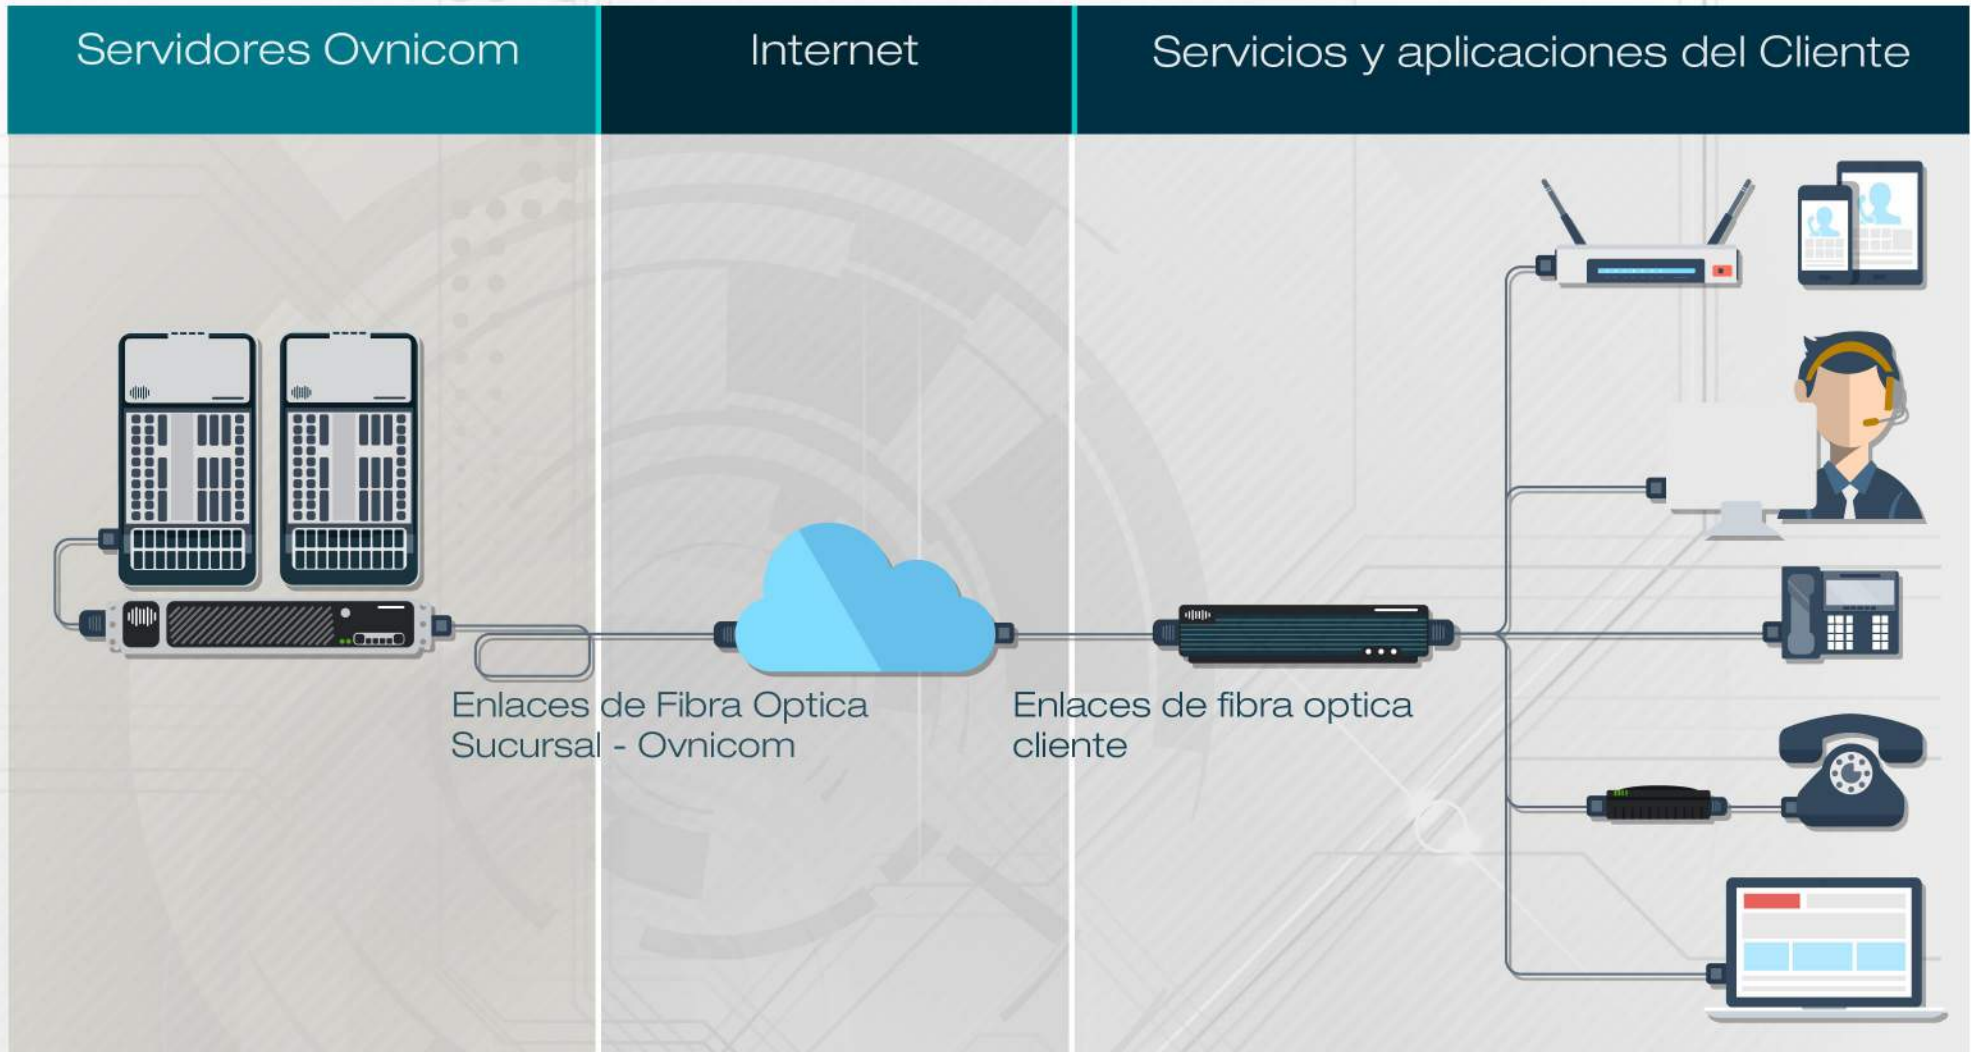 Servidores Ovnicom
Internet
Servicios y aplicaciones del Cliente
Enlaces de Fibra Optica
Sucursal - Ovnicom
Enlaces de fibra optica
cliente